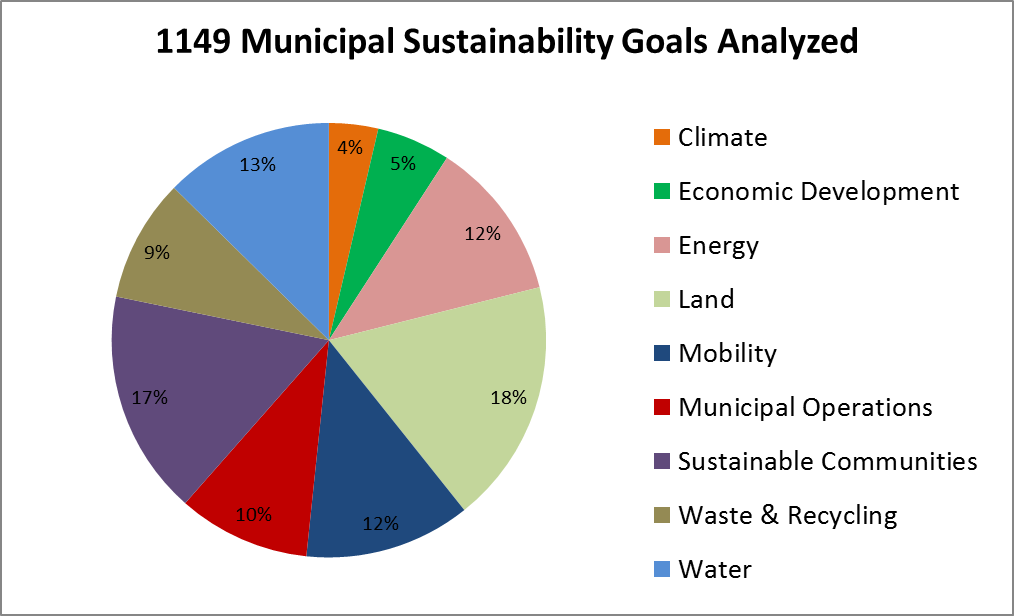 1149 Municipal Sustainability Goals Analyzed
4%
5%
12%
18%
12%
10%
17%
9%
13%
Climate
Economic Development
Energy
Land
Mobility
Municipal Operations
Sustainable Communities
Waste & Recycling
Water